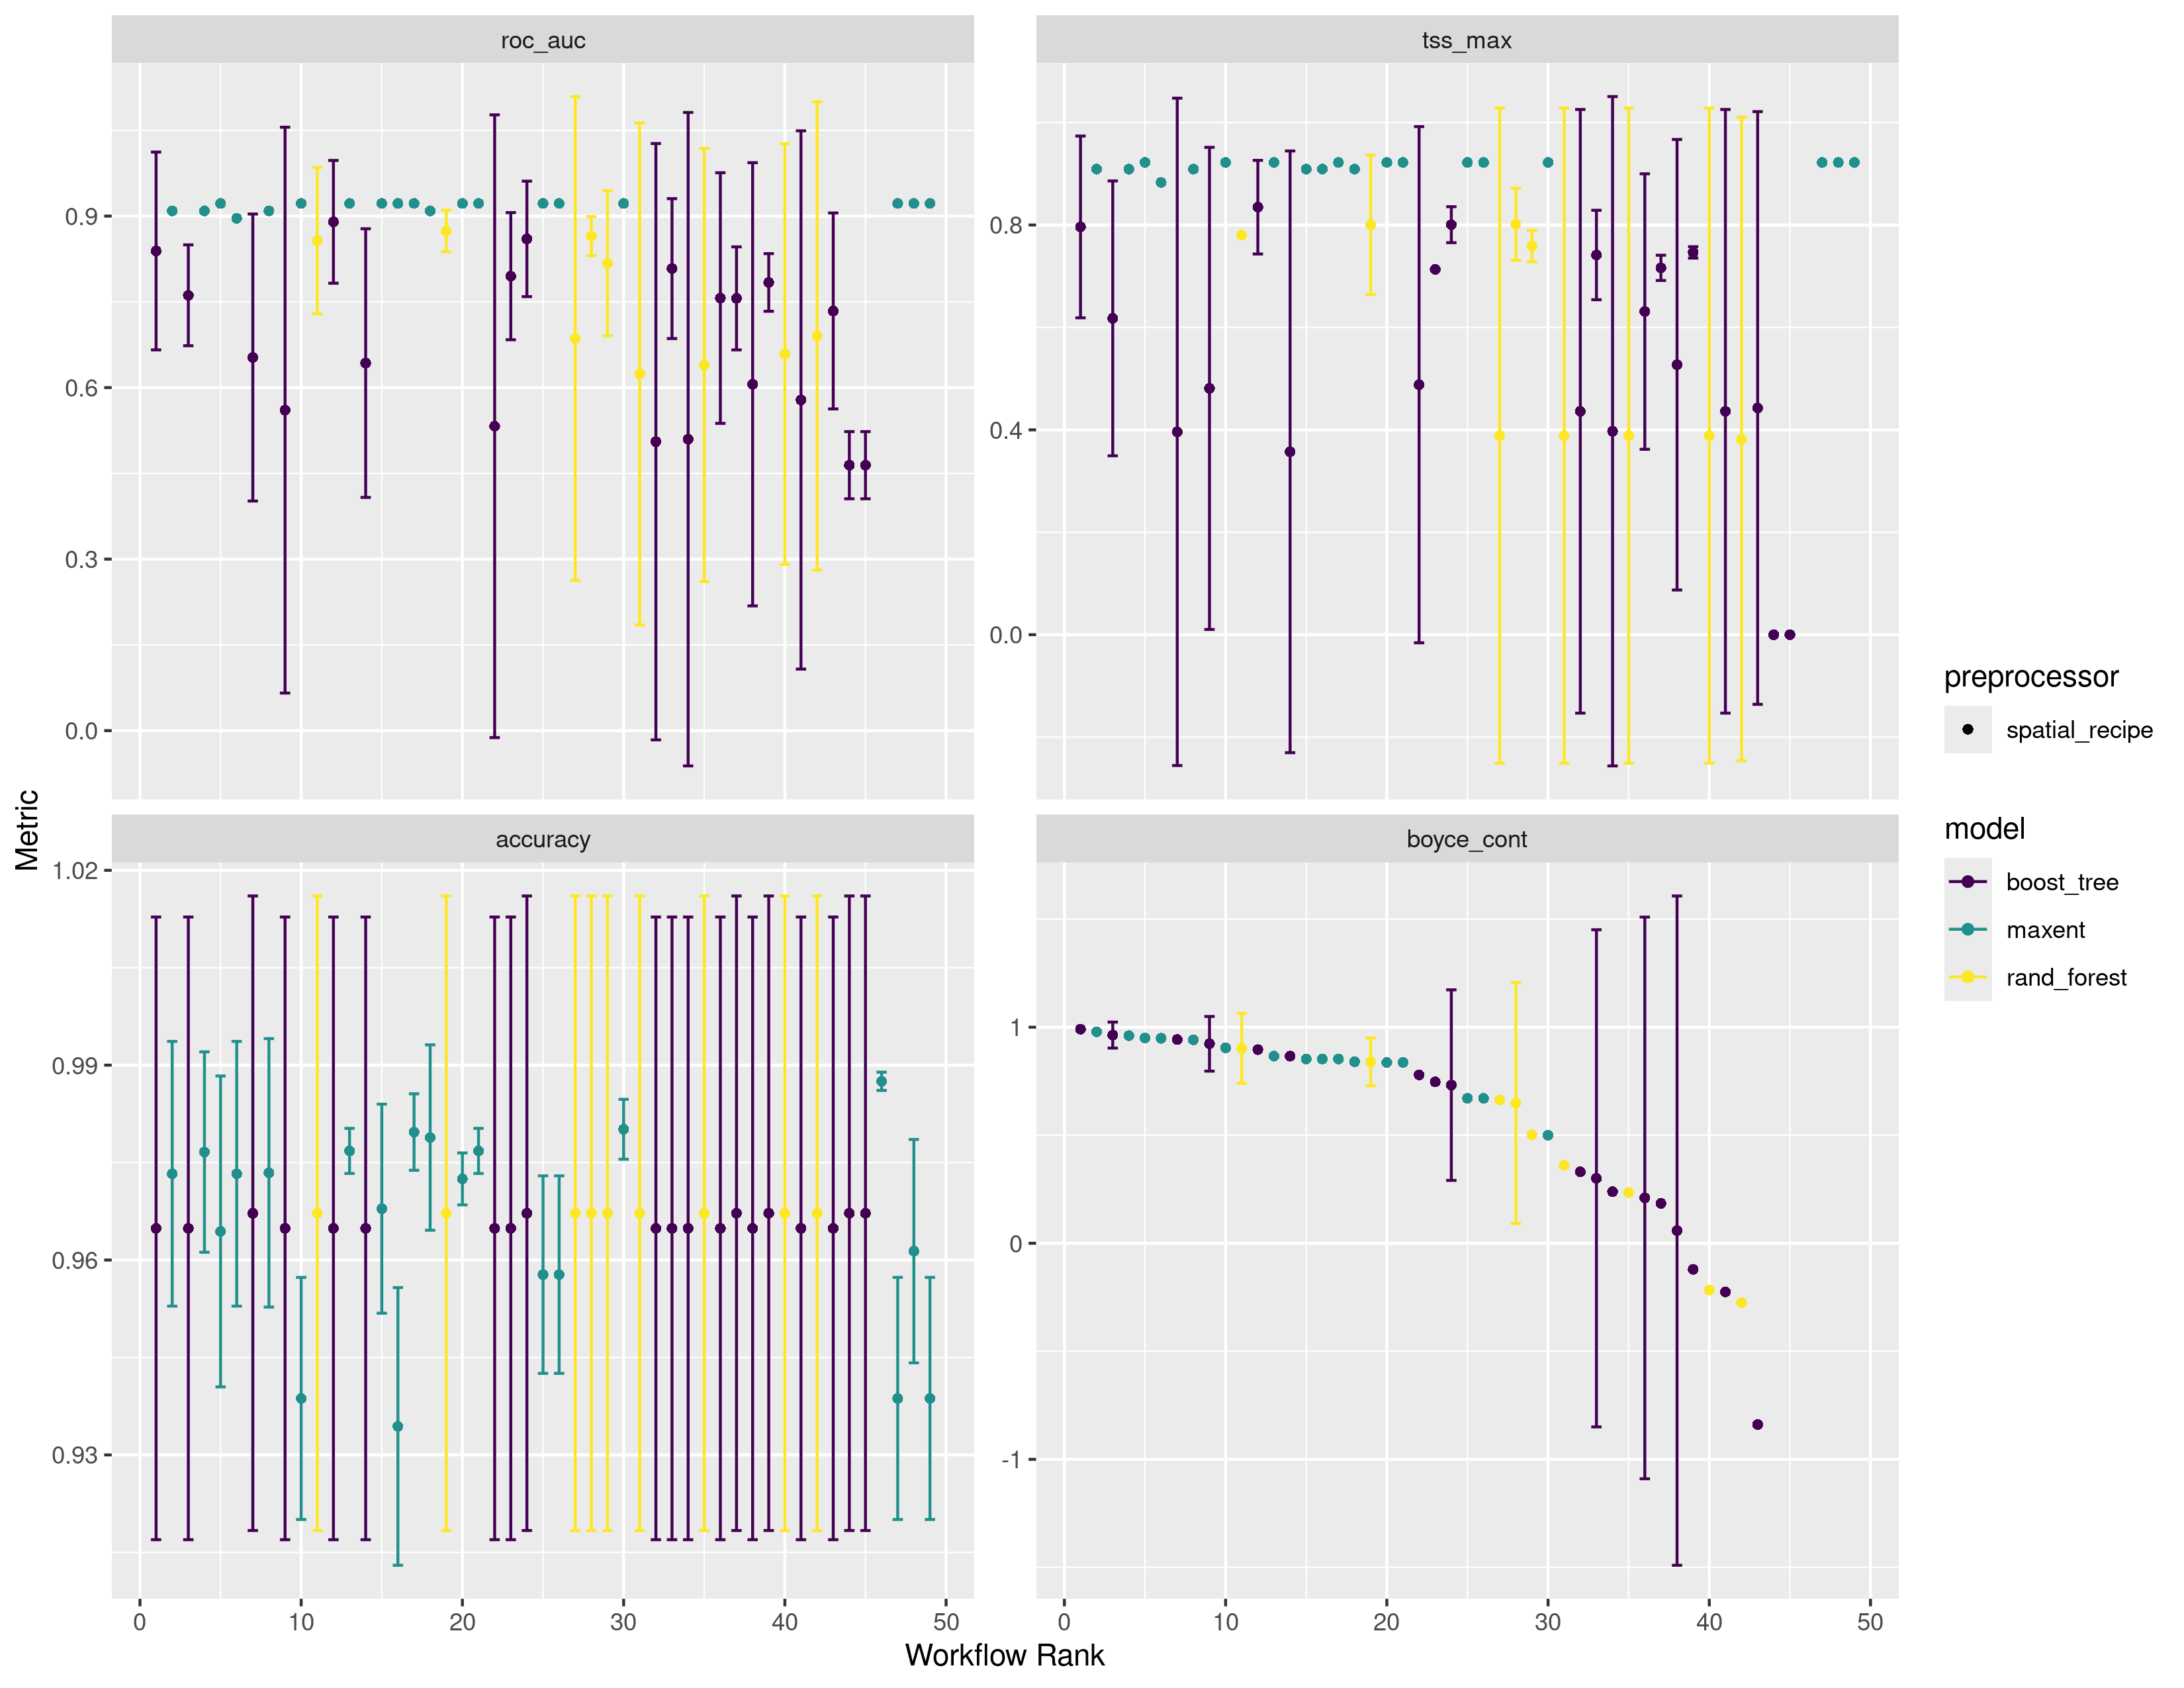 roc_auc
tss_max
0.9
0.6
0.3
0.0
0.8
0.4
0.0
Metric
accuracy
boyce_cont
1.02
0.99
0.96
0.93
1
0
-1
0 10 20 30 40 50
0 10 20 30 40 50
Workflow Rank
preprocessor
spatial_recipe
model
boost_tree
maxent
rand_forest